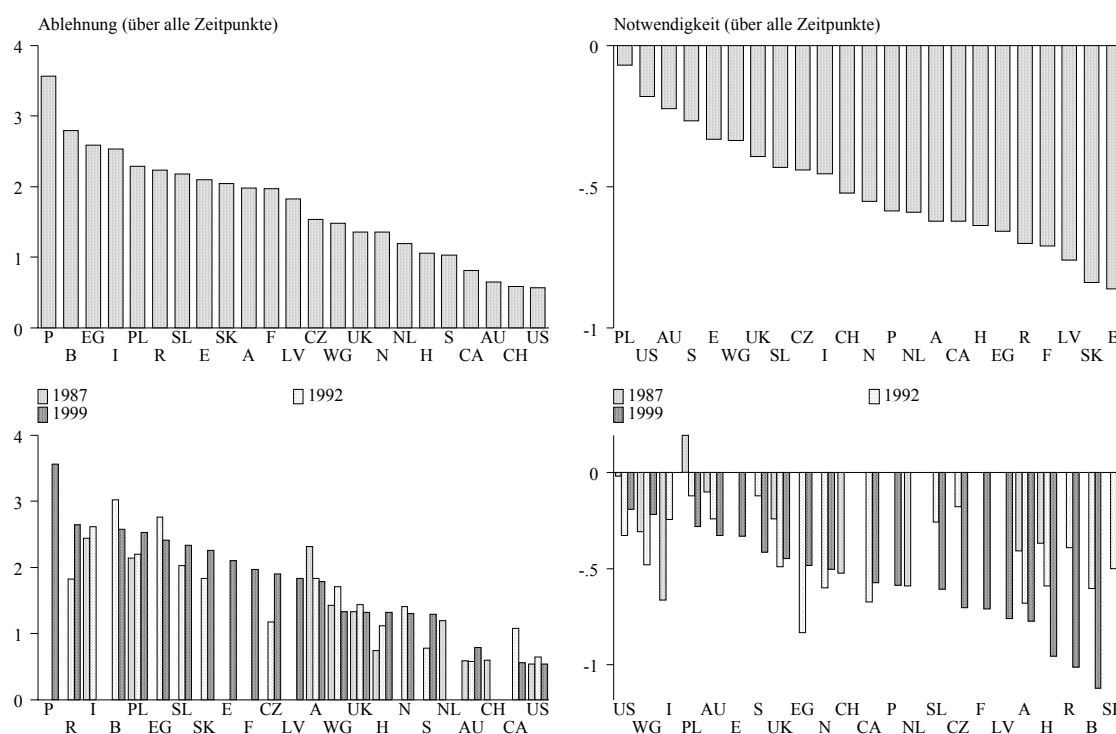 Ablehnung (über alle Zeitpunkte)
4
3
2
1
0
P EG PL SL SK F CZ UK NL S AU US
B I R E A LV WG N H CA CH
Notwendigkeit (über alle Zeitpunkte)
0
-.5
-1
PL AU E UK CZ CH P A H R LV B
US S WG SL I N NL CA EG F SK
1987 1992
1999
4
3
2
1
0
P I PL SL E CZ A UK N NL CH US
R B EG SK F LV WG H S AU CA
1987 1992
1999
0
-.5
-1
US I AU S EG CH P SL F A R
WG PL E UK N CA NL CZ LV H B